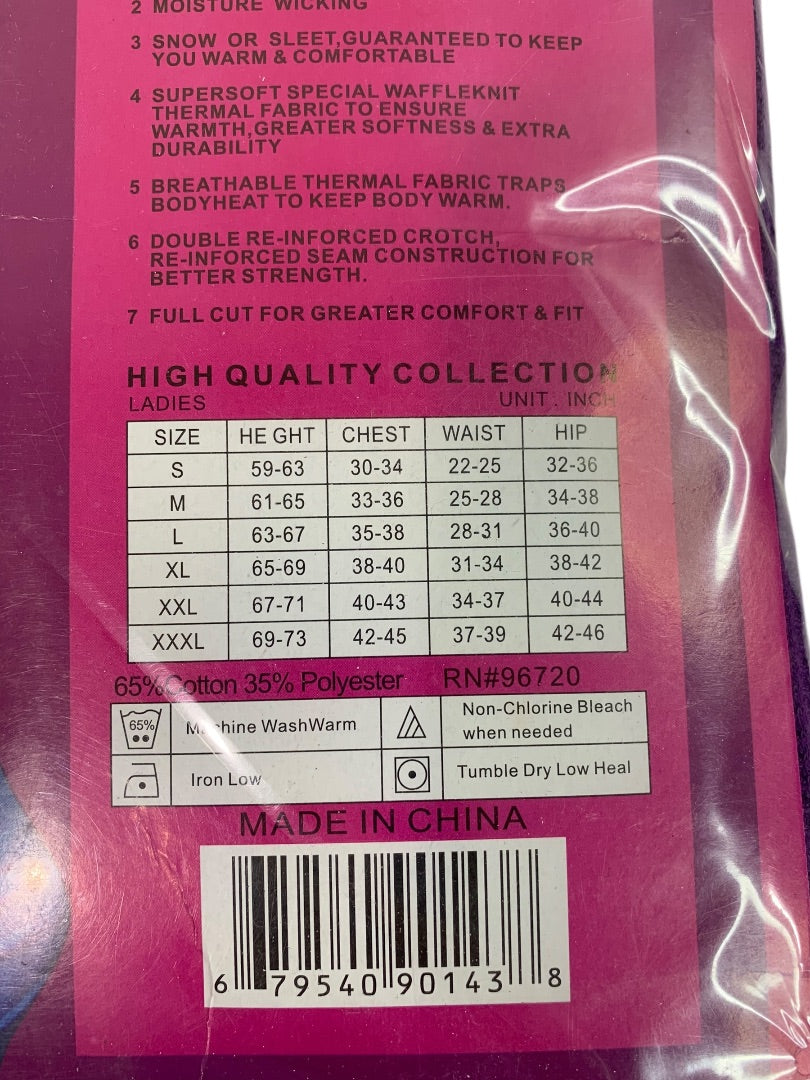 2 MOISTURE WICKING
3 SNOW OR SLEET,GUARANTEED TO KEEP
YOU WARM & COMFORTABLE
4 SUPERSOFT SPECIAL WAFFLEKNIT
THERMAL FABRIC TO ENSURE
WARMTH,GREATER SOFTNESS & EXTRA
DURABILITY
5 BREATHABLE THERMAL FABRIC TRAPS
BODYHEAT TO KEEP BODY WARM.
6 DOUBLE RE-INFORCED CROTCH,
RE-INFORCED SEAM CONSTRUCTION FOR
BETTER STRENGTH.
7 FULL CUT FOR GREATER COMFORT & FIT
HIGH QUALITY COLLECTION
LADIES UNIT . INCH
SIZE HE GHT CHEST WAIST HIP
S 59-63 30-34 22-25 32-36
M 61-65 33-36 25-28 34-38
L 63-67 35-38 28-31 36-40
XL 65-69 38-40 31-34 38-42
XXL 67-71 40-43 34-37 40-44
XXXL 69-73 42-45 37-39 42-46
65% Cotton 35% Polyester RN#96720
65% Machine WashWarm Non-Chlorine Bleach
when needed
Iron Low Tumble Dry Low Heal
MADE IN CHINA
6 79540 90143 8